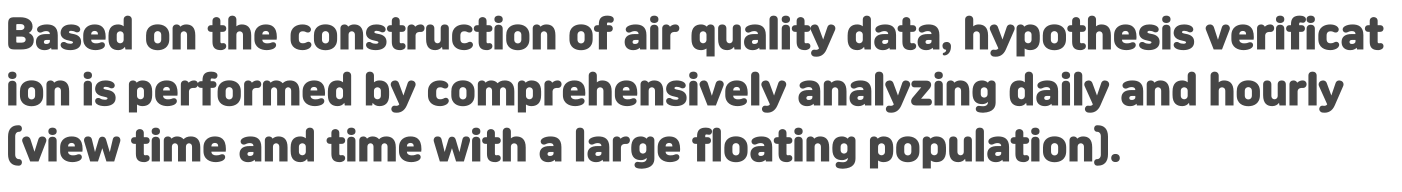 Based on the construction of air quality data, hypothesis verificat
ion is performed by comprehensively analyzing daily and hourly
(view time and time with a large floating population).